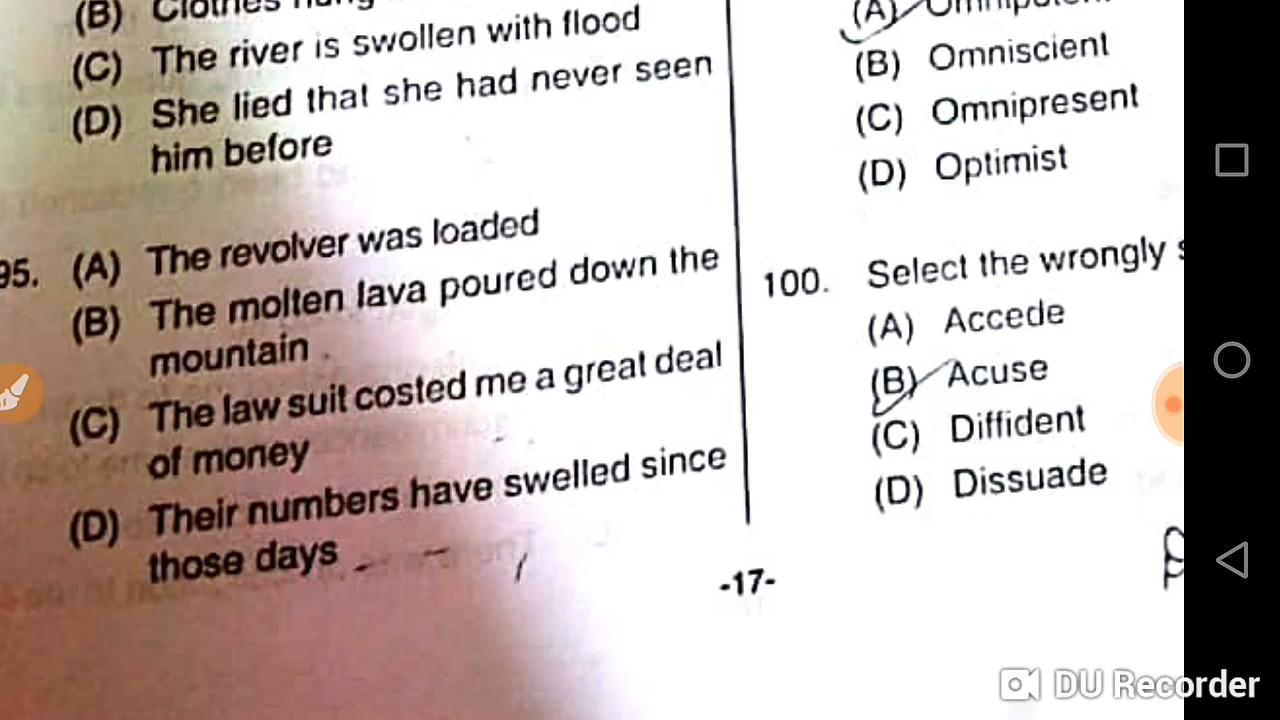 (B) Clothes
(C) The river is swollen with flood
(D) She lied that she had never seen
him before
95. (A) The revolver was loaded
(B) The molten lava poured down the
mountain
(C) The law suit costed me a great deal
of money
(D) Their numbers have swelled since
those days
(A)
(B) Omniscient
(C) Omnipresent
(D) Optimist
100. Select the wrongly
(A) Accede
(B) Acuse
(C) Diffident
(D) Dissuade
-17-
DU Recorder